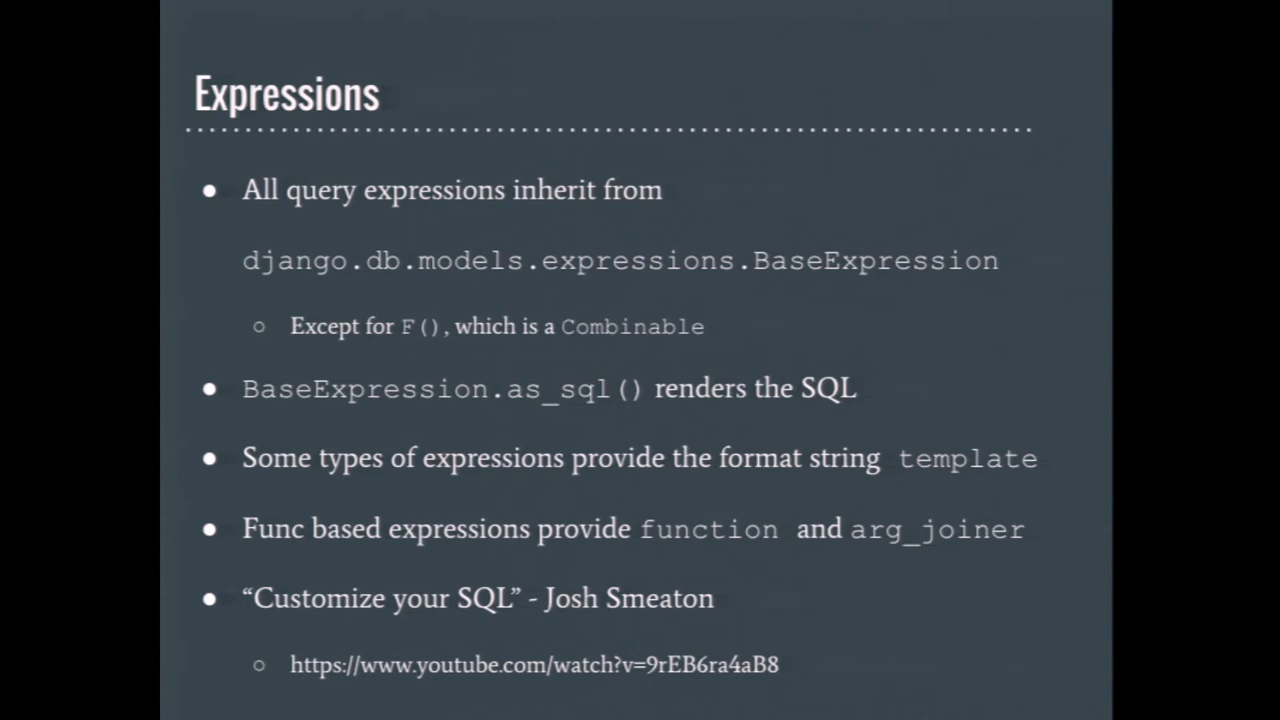 Expressions
● All query expressions inherit from
django.db.models.expressions.BaseExpression
○ Except for F(), which is a Combinable
● BaseExpression.as_sql() renders the SQL
● Some types of expressions provide the format string template
● Func based expressions provide function and arg_joiner
● “Customize your SQL” - Josh Smeaton
○ https://www.youtube.com/watch?v=9rEB6ra4aB8